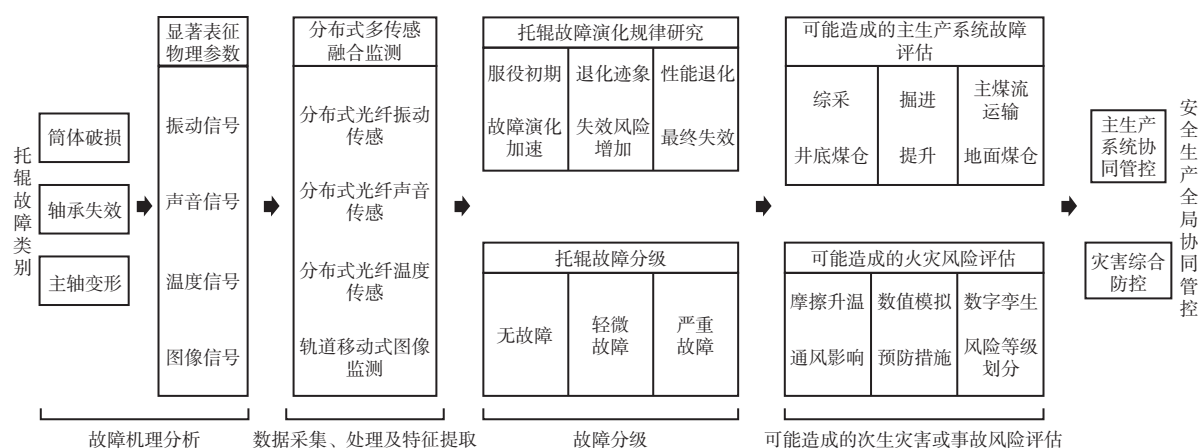 托辊故障类别
筒体破损
轴承失效
主轴变形
显著表征
物理参数
振动信号
声音信号
温度信号
图像信号
分布式多传感
融合监测
分布式光纤振动
传感
分布式光纤声音
传感
分布式光纤温度
传感
轨道移动式图像
监测
托辊故障演化规律研究
服役初期
退化迹象
性能退化
故障演化
加速
失效风险
增加
最终失效
托辊故障分级
无故障
轻微
故障
严重
故障
可能造成的主生产系统故障
评估
综采
掘进
主煤流
运输
井底煤仓
提升
地面煤仓
可能造成的火灾风险评估
摩擦升温
数值模拟
数字孪生
通风影响
预防措施
风险等级
划分
主生产
系统协
同管控
灾害综合
防控
安全生产全局协同管控
故障机理分析
数据采集、处理及特征提取
故障分级
可能造成的次生灾害或事故风险评估